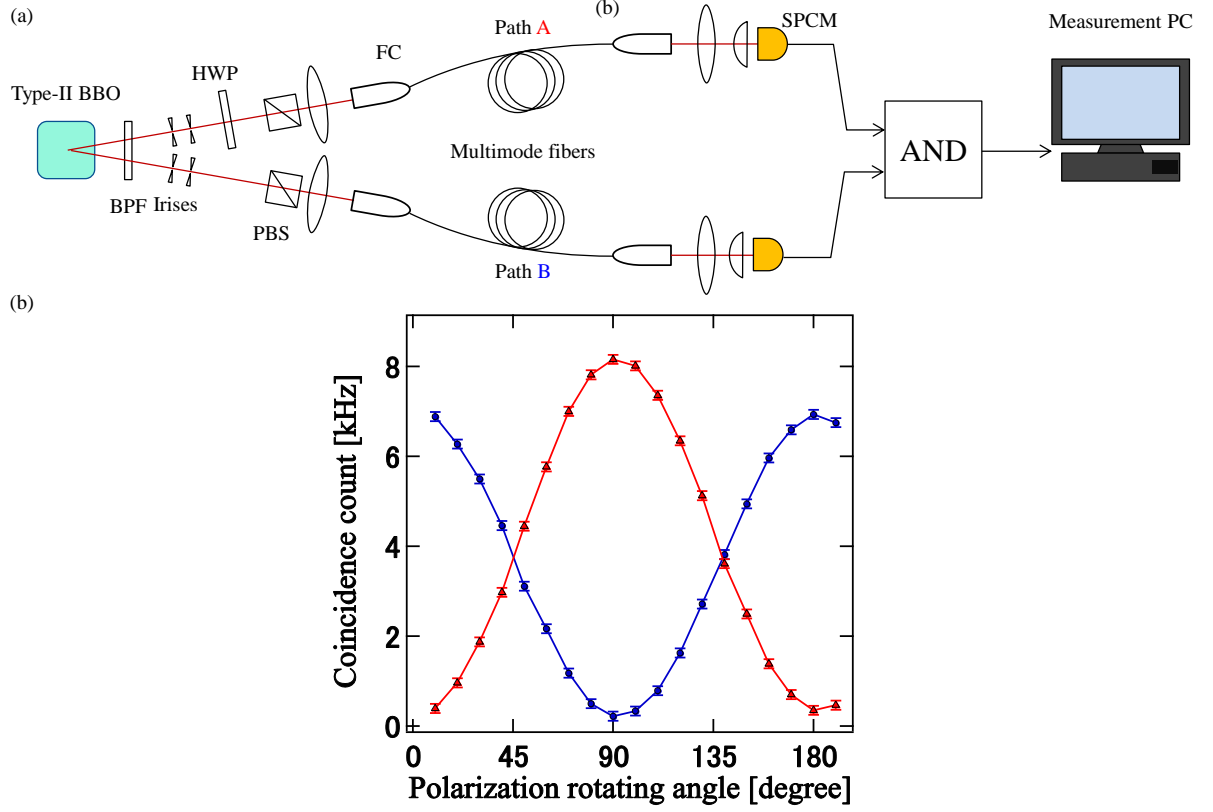 (a)
(b)
SPCM
Measurement PC
Path A
FC
HWP
Type-II BBO
Multimode fibers
AND
BPF
Irises
PBS
Path B
(b)
Coincidence count [kHz]
8
6
4
2
0
0 45 90 135 180
Polarization rotating angle [degree]